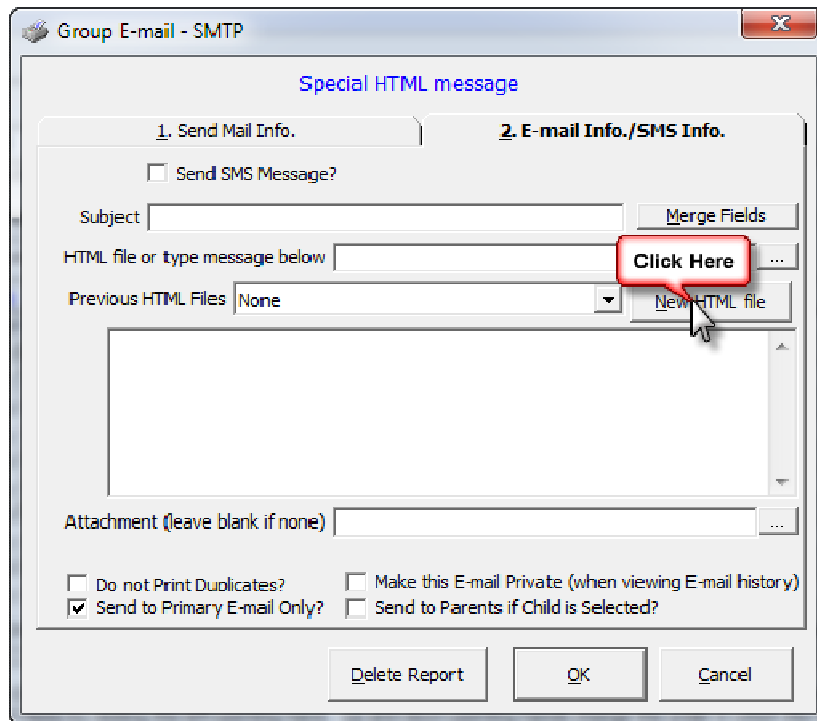 Group E-mail - SMTP
Special HTML message
1. Send Mail Info.
2. E-mail Info./SMS Info.
Send SMS Message?
Subject
Merge Fields
HTML file or type message below
...
Click Here
Previous HTML Files None
New HTML file
Attachment (leave blank if none)
...
Do not Print Duplicates?
Make this E-mail Private (when viewing E-mail history)
Send to Primary E-mail Only?
Send to Parents if Child is Selected?
Delete Report
OK
Cancel